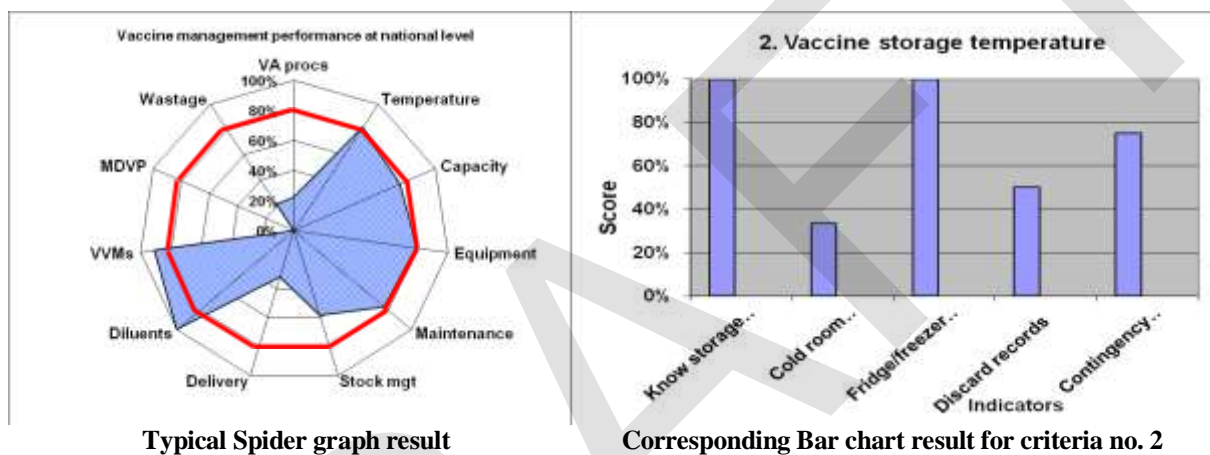 Vaccine management performance at national level
VA procs
100%
80%
60%
40%
20%
0%
Temperature
Capacity
Equipment
Maintenance
Stock mgt
Delivery
Diluents
VVMs
MDVP
Wastage
Typical Spider graph result
2. Vaccine storage temperature
Score
100%
80%
60%
40%
20%
0%
Know storage..
Cold room ..
Fridge/freezer..
Discard records
Contingency..
Indicators
Corresponding Bar chart result for criteria no. 2